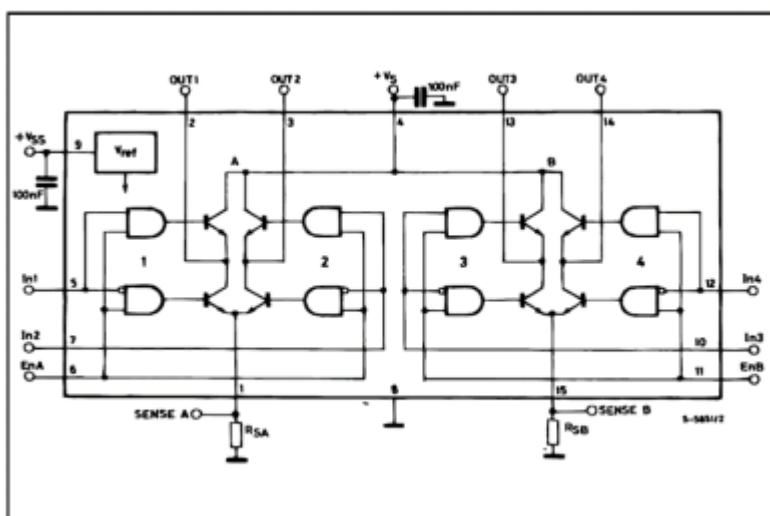 OUT1
OUT2
+Vs
100nF
OUT3
OUT4
2
3
4
13
14
+VSS
9
Vref
A
B
100nF
1
2
3
4
In1
5
12
In4
In2
7
10
In3
EnA
6
11
EnB
1
8
15
SENSE A
RSA
SENSE B
RSB